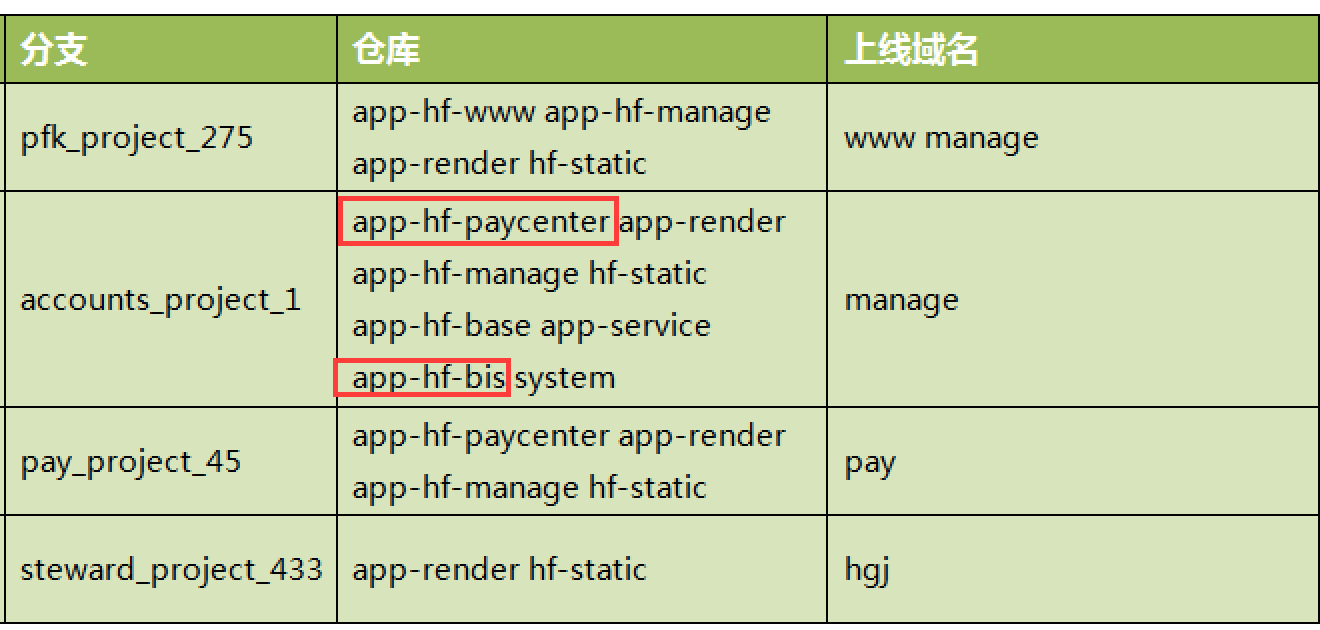 分支 仓库 上线域名
pfk_project_275
app-hf-www app-hf-manage
app-render hf-static
www manage
accounts_project_1
app-hf-paycenter app-render
app-hf-manage hf-static
app-hf-base app-service
app-hf-bis system
manage
pay_project_45
app-hf-paycenter app-render
app-hf-manage hf-static
pay
steward_project_433
app-render hf-static
hgj